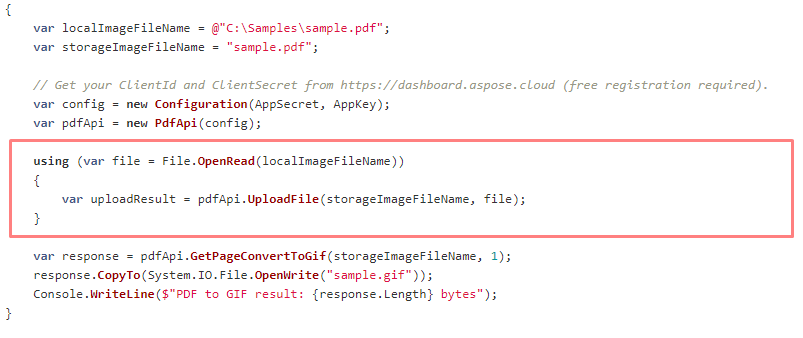 {
    var localImageFileName = @"C:\Samples\sample.pdf";
    var storageImageFileName = "sample.pdf";
    // Get your ClientId and ClientSecret from https://dashboard.aspose.cloud (free registration required).
    var config = new Configuration(AppSecret, AppKey);
    var pdfApi = new PdfApi(config);
    using (var file = File.OpenRead(localImageFileName))
    {
        var uploadResult = pdfApi.UploadFile(storageImageFileName, file);
    }
    var response = pdfApi.GetPageConvertToGif(storageImageFileName, 1);
    response.CopyTo(System.IO.File.OpenWrite("sample.gif"));
    Console.WriteLine($"PDF to GIF result: {response.Length} bytes");
}